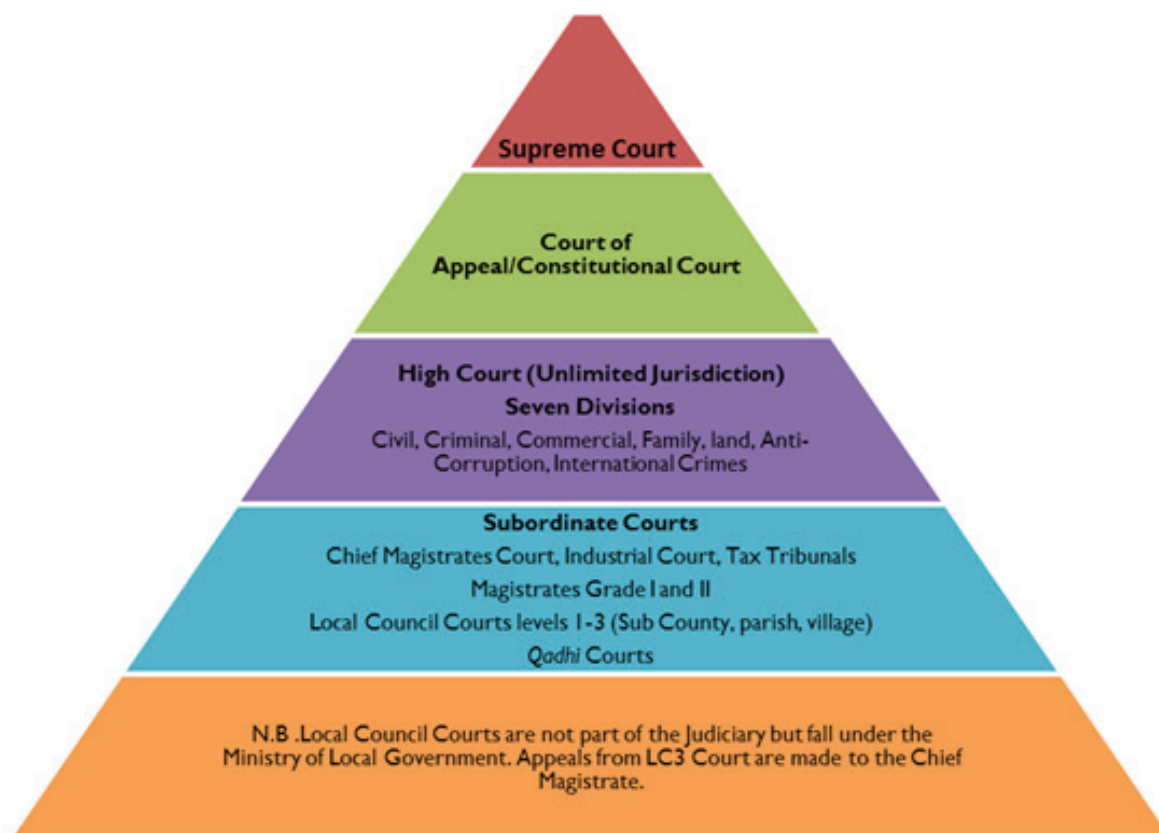 Supreme Court
Court of
Appeal/Constitutional Court
High Court (Unlimited Jurisdiction)
Seven Divisions
Civil, Criminal, Commercial, Family, land, Anti-
Corruption, International Crimes
Subordinate Courts
Chief Magistrates Court, Industrial Court, Tax Tribunals
Magistrates Grade I and II
Local Council Courts levels 1-3 (Sub County, parish, village)
Qadhi Courts
N.B .Local Council Courts are not part of the Judiciary but fall under the
Ministry of Local Government. Appeals from LC3 Court are made to the Chief
Magistrate.